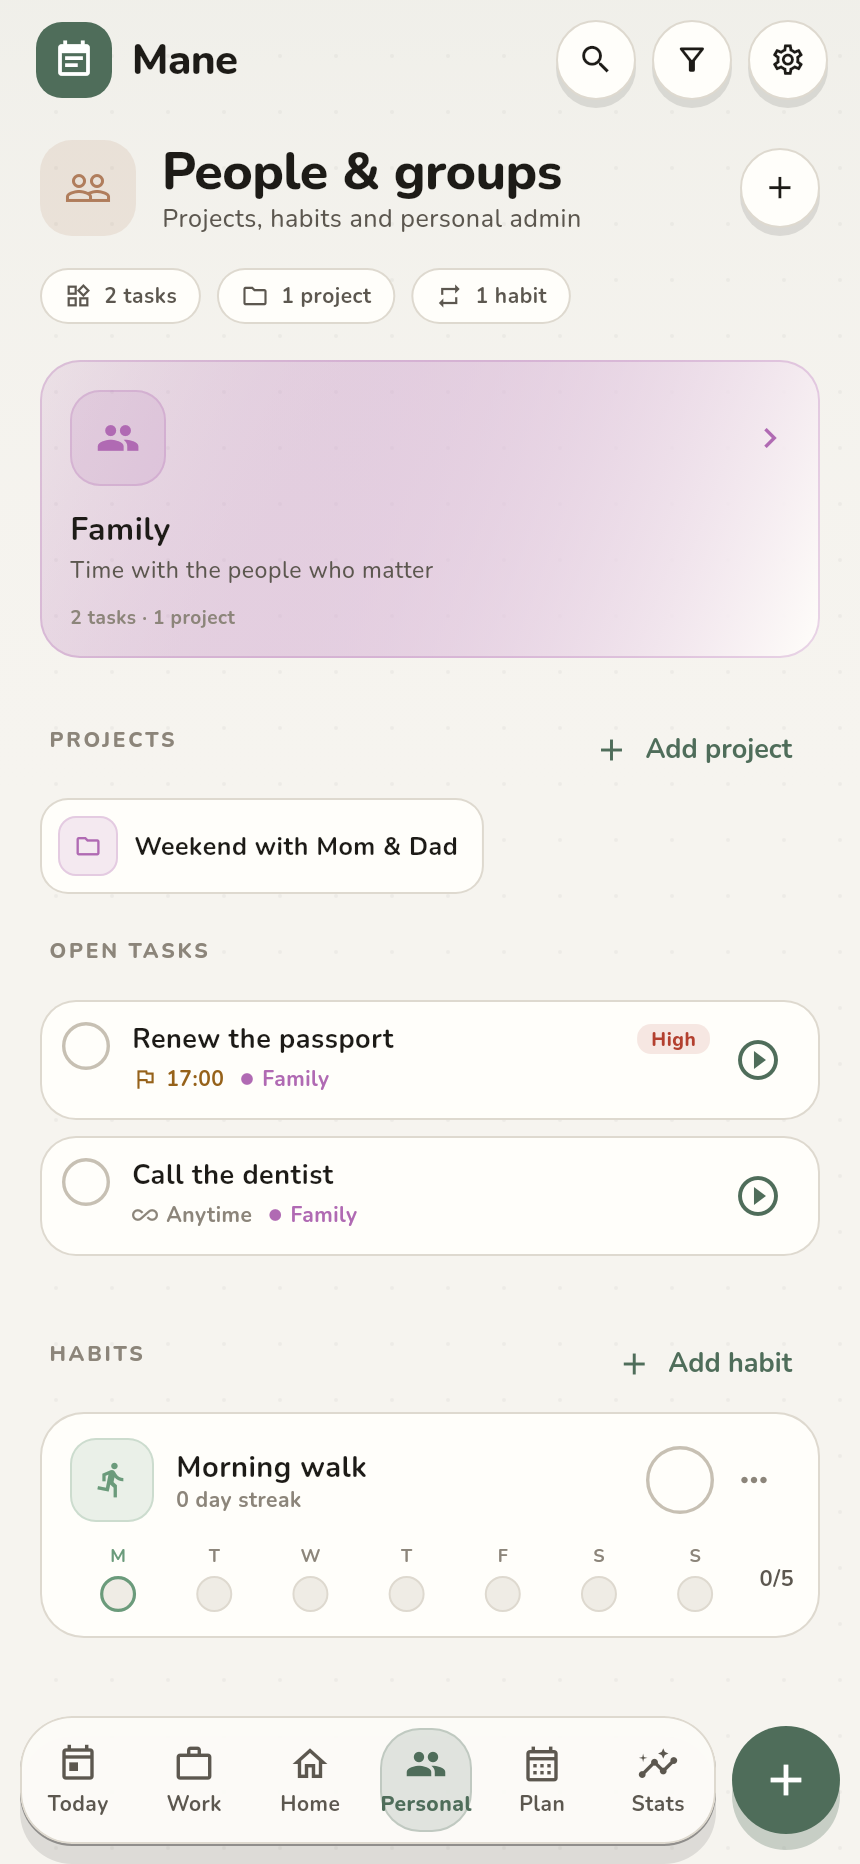 Mane
People & groups
Projects, habits and personal admin
2 tasks
1 project
1 habit
Family
Time with the people who matter
2 tasks · 1 project
PROJECTS
Add project
Weekend with Mom & Dad
OPEN TASKS
Renew the passport
High
17:00
Family
Call the dentist
Anytime
Family
HABITS
Add habit
Morning walk
0 day streak
M T W T F S S
0/5
Today Work Home Personal Plan Stats